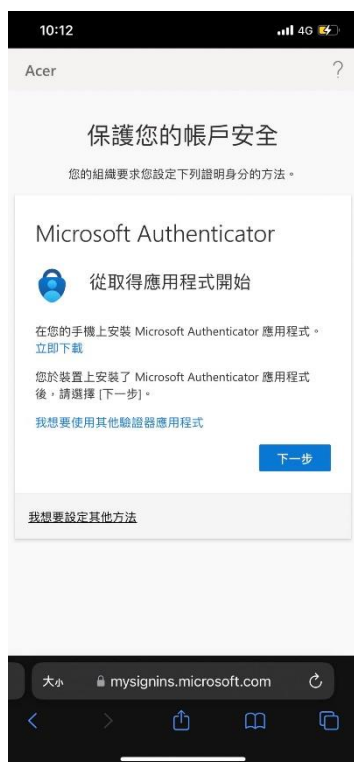 10:12
4G
Acer
?
保護您的帳戶安全
您的組織要求您設定下列證明身分的方法。
Microsoft Authenticator
從取得應用程式開始
在您的手機上安裝 Microsoft Authenticator 應用程式。
立即下載
您於裝置上安裝了 Microsoft Authenticator 應用程式
後，請選擇 [下一步]。
我想要使用其他驗證器應用程式
下一步
我想要設定其他方法
大小
mysignins.microsoft.com